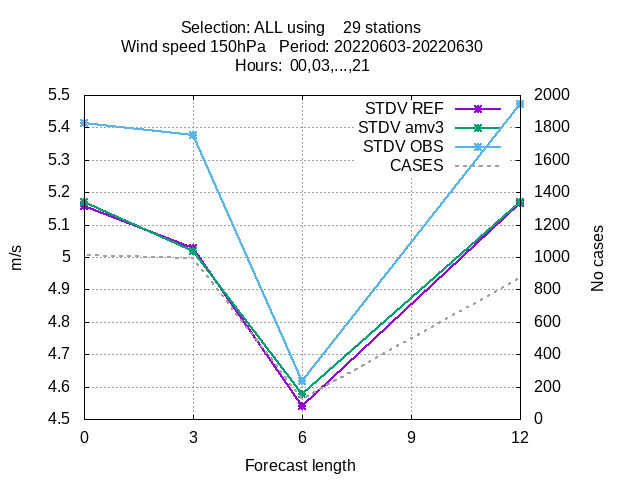 Selection: ALL using    29 stations
Wind speed 150hPa   Period: 20220603-20220630
Hours:  00,03,...,21
STDV REF
STDV amv3
STDV OBS
CASES
5.5
5.4
5.3
5.2
5.1
5
4.9
4.8
4.7
4.6
4.5
m/s
2000
1800
1600
1400
1200
1000
800
600
400
200
0
No cases
0 3 6 9 12
Forecast length